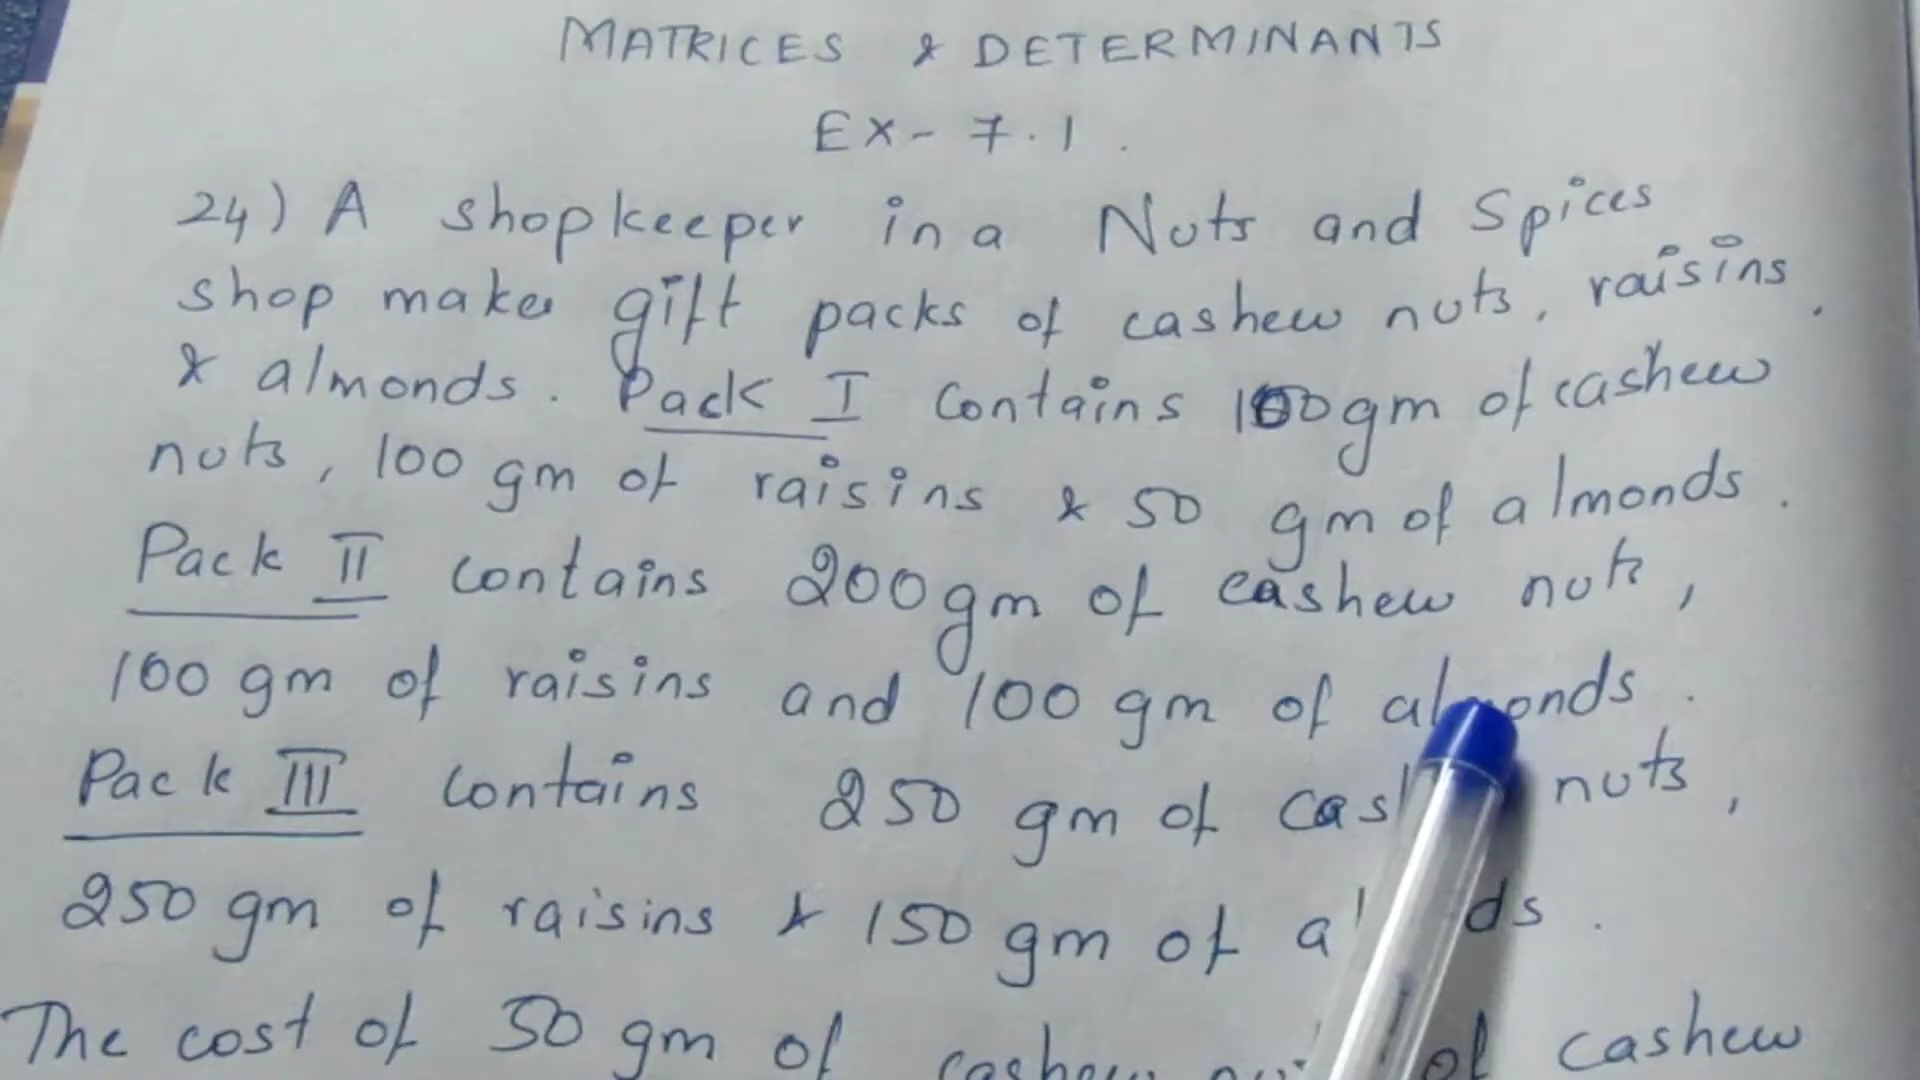 MATRICES & DETERMINANTS
EX- 7.1.
24) A shopkeeper in a Nuts and Spices
shop makes gift packs of cashew nuts, raisins
& almonds. Pack I contains 100gm of cashew
nuts, 100 gm of raisins & 50 gm of almonds.
Pack II contains 200gm of cashew nuts,
100 gm of raisins and 100 gm of almonds.
Pack III contains 250 gm of nuts,
250 gm of raisins & 150 gm of
The cost of 50 gm of cashew of cashew